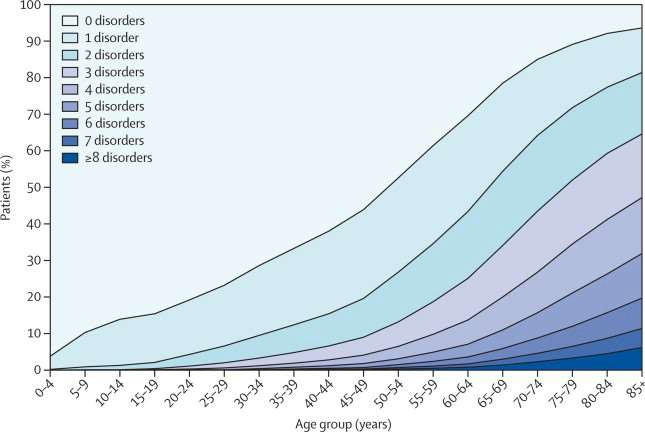 100
90
80
70
60
50
40
30
20
10
0
Patients (%)
0 disorders
1 disorder
2 disorders
3 disorders
4 disorders
5 disorders
6 disorders
7 disorders
≥8 disorders
0–4
5–9
10–14
15–19
20–24
25–29
30–34
35–39
40–44
45–49
50–54
55–59
60–64
65–69
70–74
75–79
80–84
85+
Age group (years)